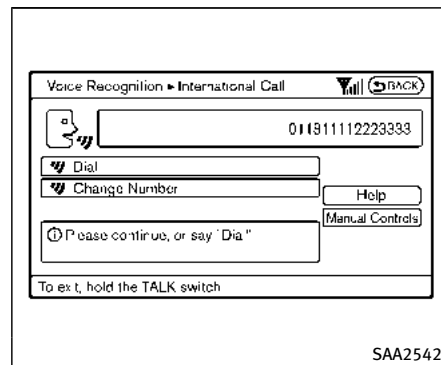 Voice Recognition ▸ International Call BACK
011811112223333
Dial
Change Number
Help
Manual Controls
Please continue, or say "Dial"
To exit, hold the TALK switch
SAA2542